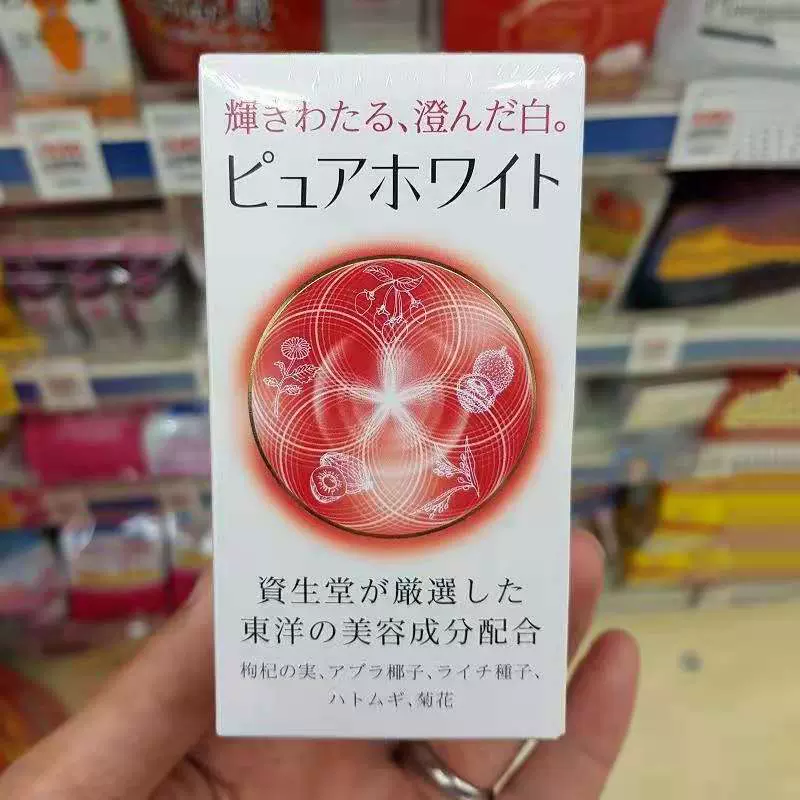 輝きわたる、澄んだ白。
ピュアホワイト
資生堂が厳選した
東洋の美容成分配合
枸杞の実、アブラ椰子、ライチ種子、
ハトムギ、菊花